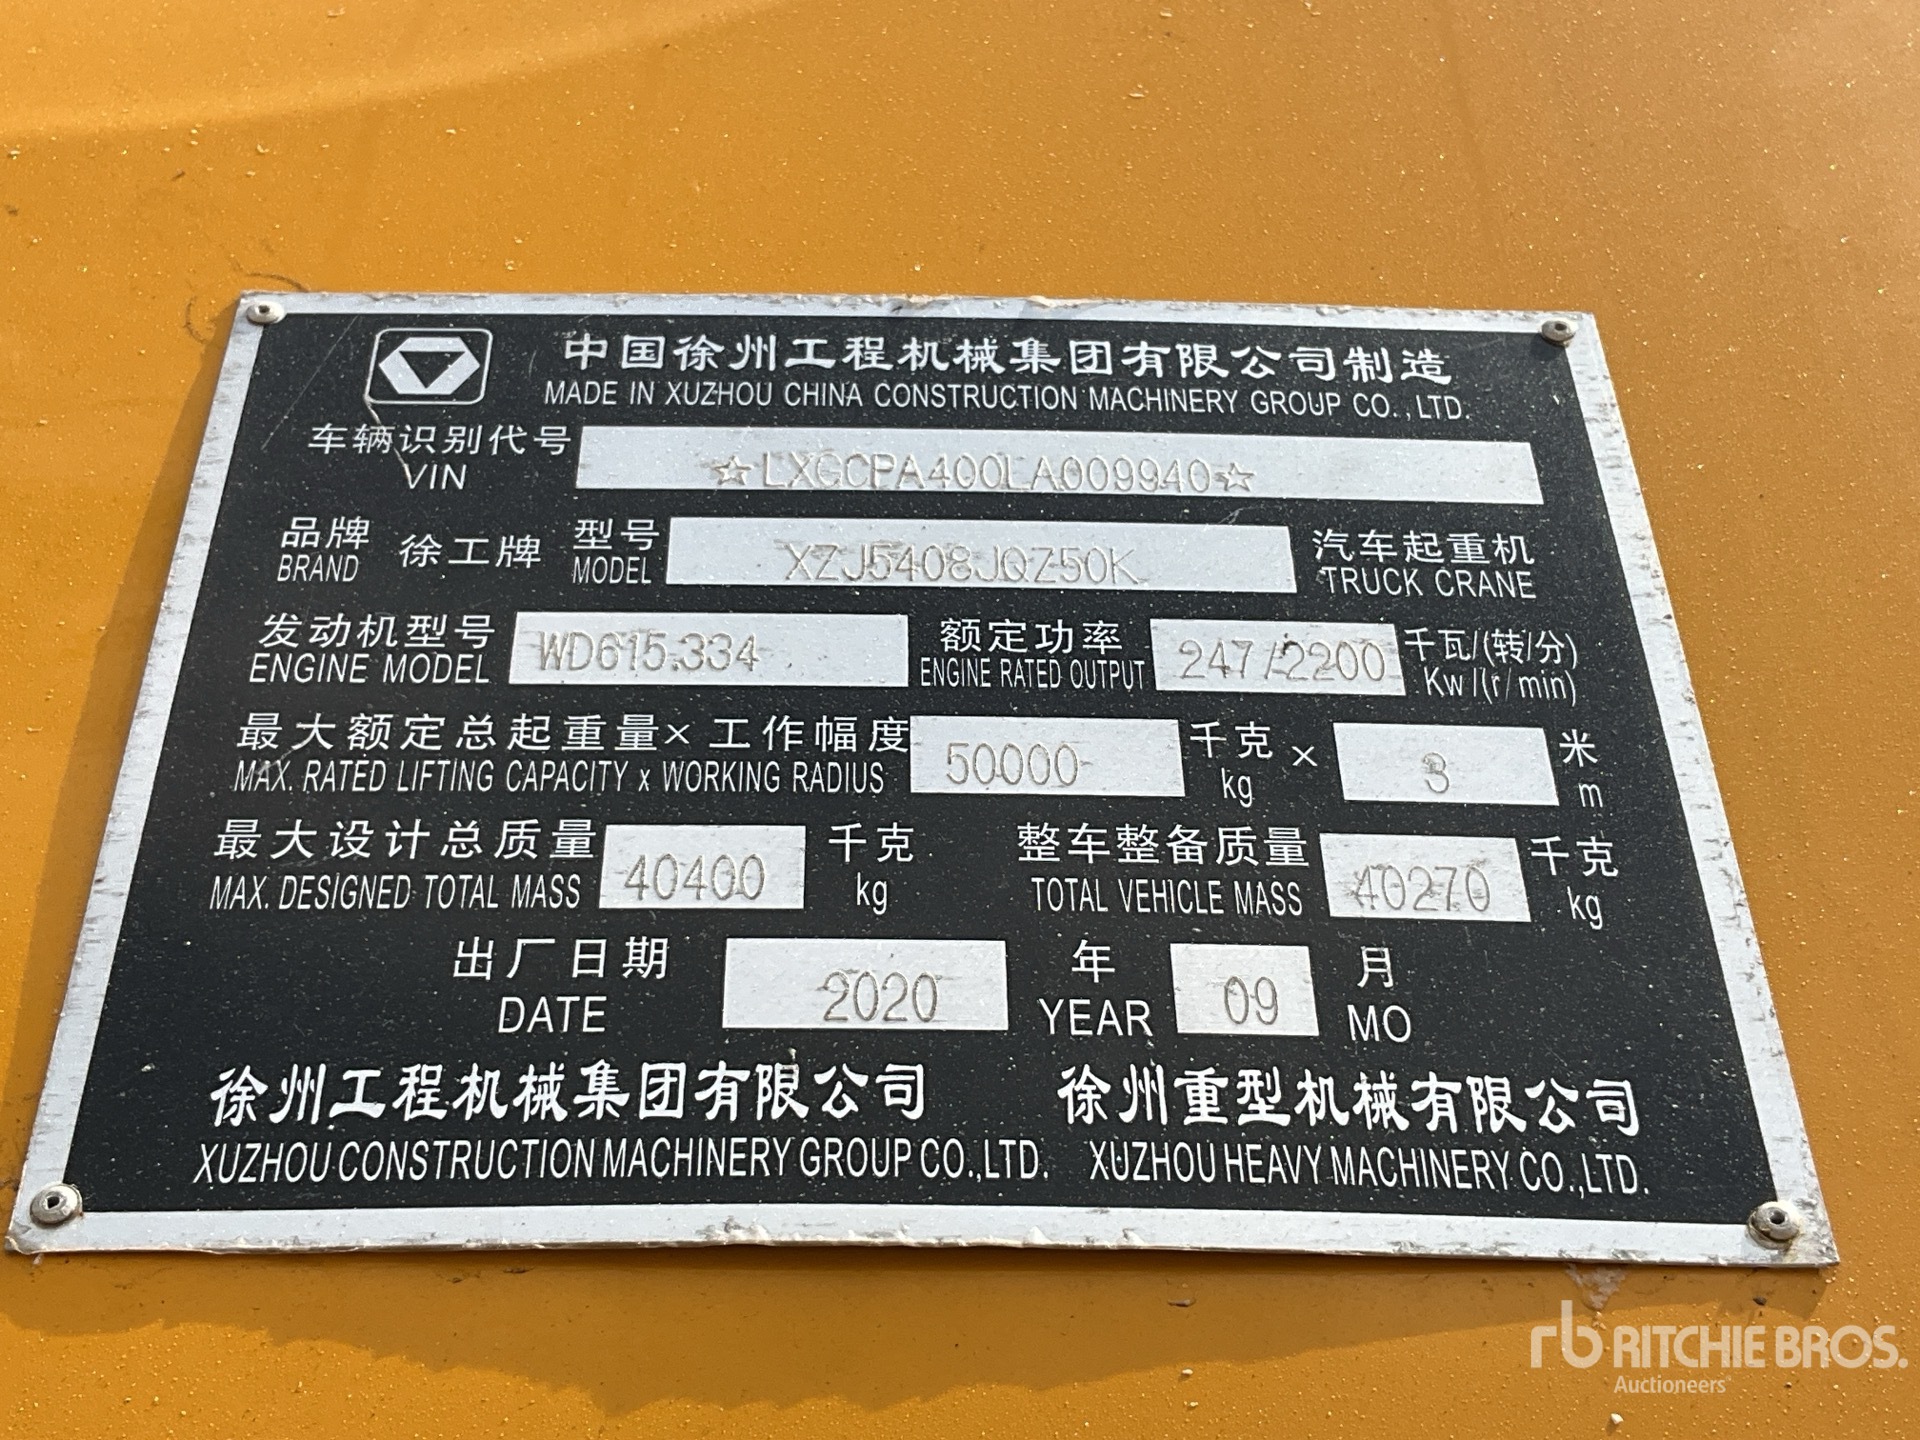 中国徐州工程机械集团有限公司制造
MADE IN XUZHOU CHINA CONSTRUCTION MACHINERY GROUP CO.,LTD.
车辆识别代号 ☆LXGCPA400LA009940☆
VIN
品牌 徐工牌 型号 XZJ5408JQZ50K 汽车起重机
BRAND MODEL TRUCK CRANE
发动机型号 WD615.334 额定功率 247/2200 千瓦/(转/分)
ENGINE MODEL ENGINE RATED OUTPUT Kw/(r/min)
最大额定总起重量×工作幅度 50000 千克 × 3 米
MAX. RATED LIFTING CAPACITY x WORKING RADIUS kg m
最大设计总质量 40400 千克 整车整备质量 40270 千克
MAX. DESIGNED TOTAL MASS kg TOTAL VEHICLE MASS kg
出厂日期 2020 年 09 月
DATE YEAR MO
徐州工程机械集团有限公司 徐州重型机械有限公司
XUZHOU CONSTRUCTION MACHINERY GROUP CO.,LTD. XUZHOU HEAVY MACHINERY CO.,LTD.
rb RITCHIE BROS.
Auctioneers